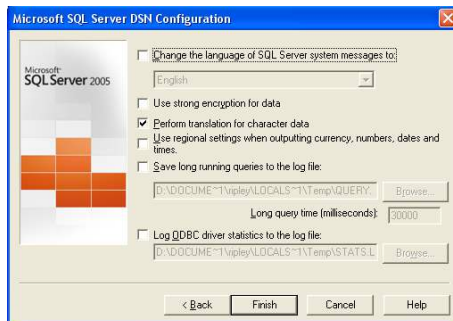 Microsoft SQL Server DSN Configuration
Microsoft
SQL Server 2005
Change the language of SQL Server system messages to:
English
Use strong encryption for data
Perform translation for character data
Use regional settings when outputting currency, numbers, dates and
times.
Save long running queries to the log file:
D:\DOCUME~1\ripley\LOCALS~1\Temp\QUERY.
Browse...
Long query time (milliseconds):
30000
Log ODBC driver statistics to the log file:
D:\DOCUME~1\ripley\LOCALS~1\Temp\STATS.L
Browse...
< Back
Finish
Cancel
Help